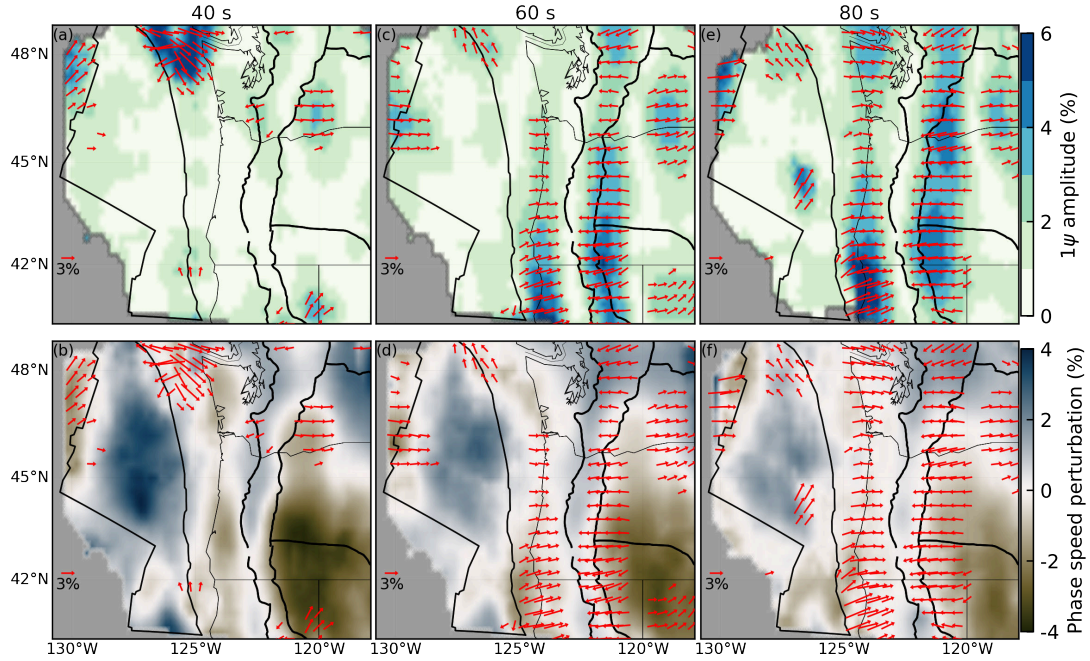 40 s
60 s
80 s
(a)
(c)
(e)
48°N
45°N
42°N
3%
3%
3%
6
4
2
0
1ψ amplitude (%)
(b)
(d)
(f)
48°N
45°N
42°N
3%
3%
3%
4
2
0
-2
-4
Phase speed perturbation (%)
130°W
125°W
120°W
130°W
125°W
120°W
130°W
125°W
120°W